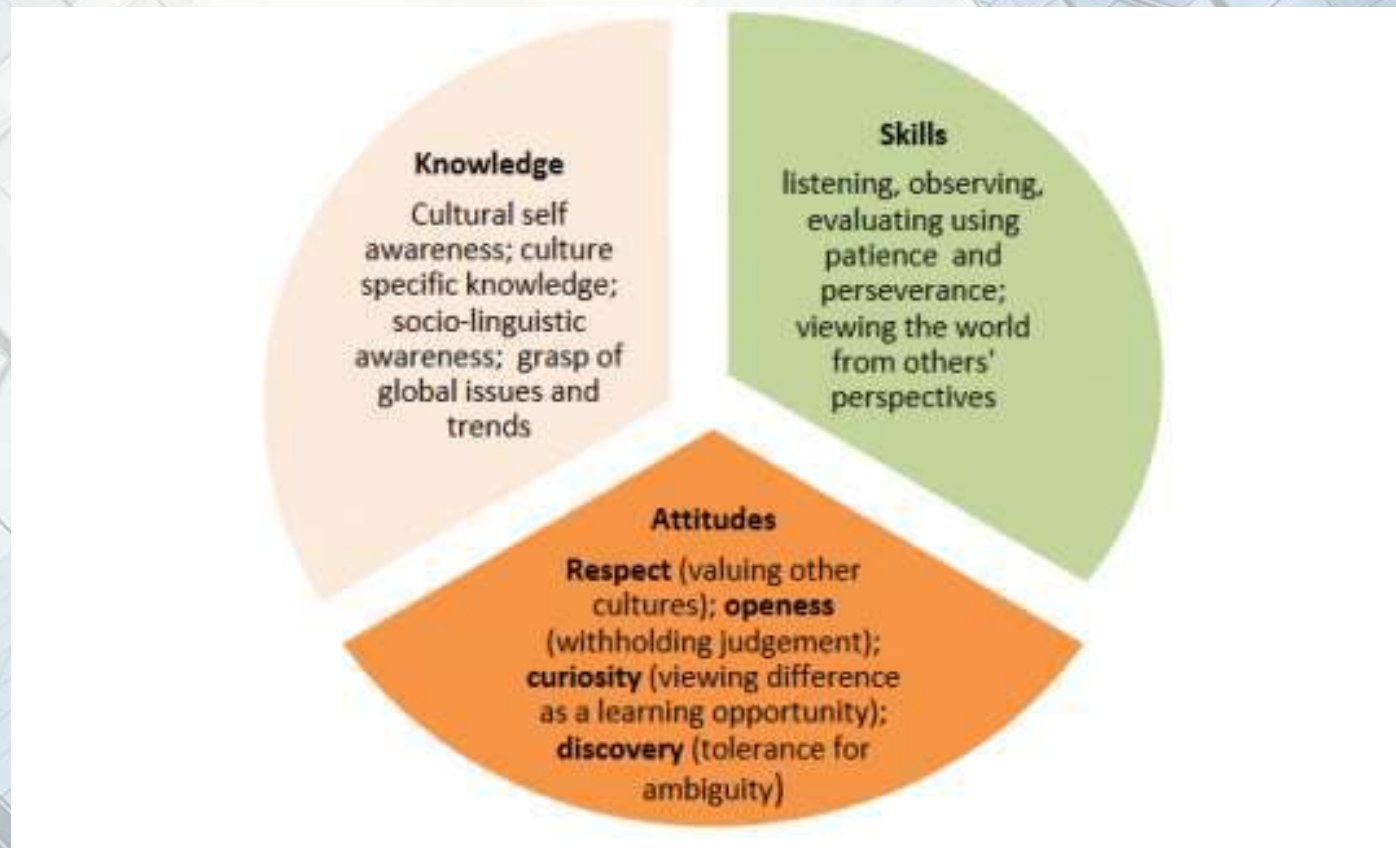 Knowledge
Cultural self
awareness; culture
specific knowledge;
socio-linguistic
awareness; grasp of
global issues and
trends
Skills
listening, observing,
evaluating using
patience and
perseverance;
viewing the world
from others'
perspectives
Attitudes
Respect (valuing other
cultures); openess
(withholding judgement);
curiosity (viewing difference
as a learning opportunity);
discovery (tolerance for
ambiguity)